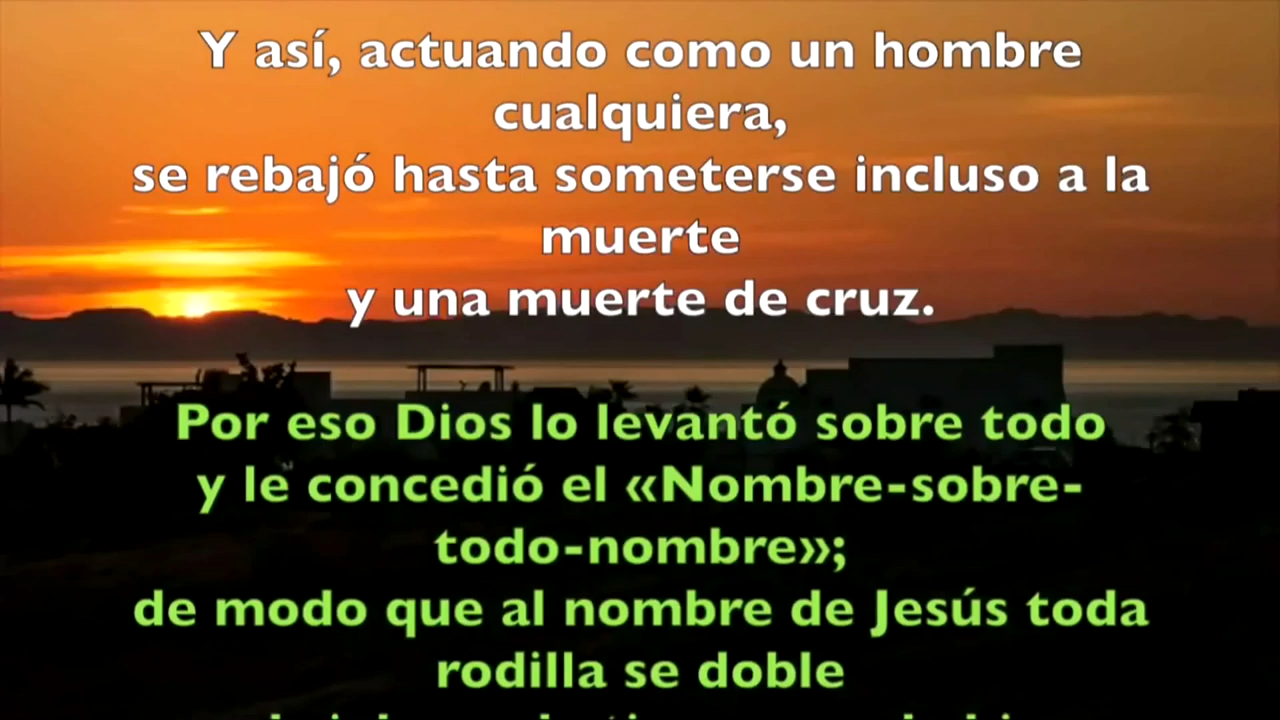 Y así, actuando como un hombre
cualquiera,
se rebajó hasta someterse incluso a la
muerte
y una muerte de cruz.
Por eso Dios lo levantó sobre todo
y le concedió el «Nombre-sobre-
todo-nombre»;
de modo que al nombre de Jesús toda
rodilla se doble